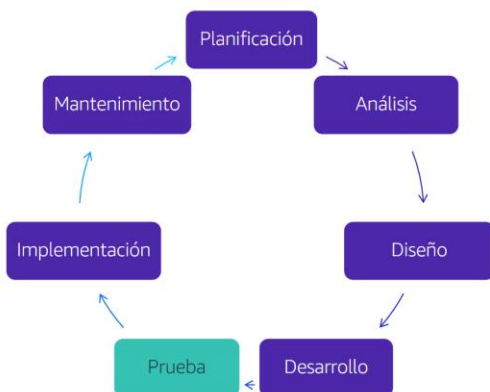 Planificación
Análisis
Diseño
Desarrollo
Prueba
Implementación
Mantenimiento